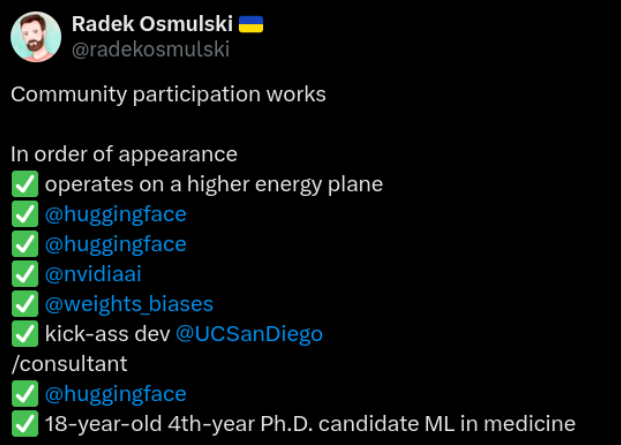 Radek Osmulski 🇺🇦
@radekosmulski
Community participation works
In order of appearance
✅ operates on a higher energy plane
✅ @huggingface
✅ @huggingface
✅ @nvidiaai
✅ @weights_biases
✅ kick-ass dev @UCSanDiego
/consultant
✅ @huggingface
✅ 18-year-old 4th-year Ph.D. candidate ML in medicine